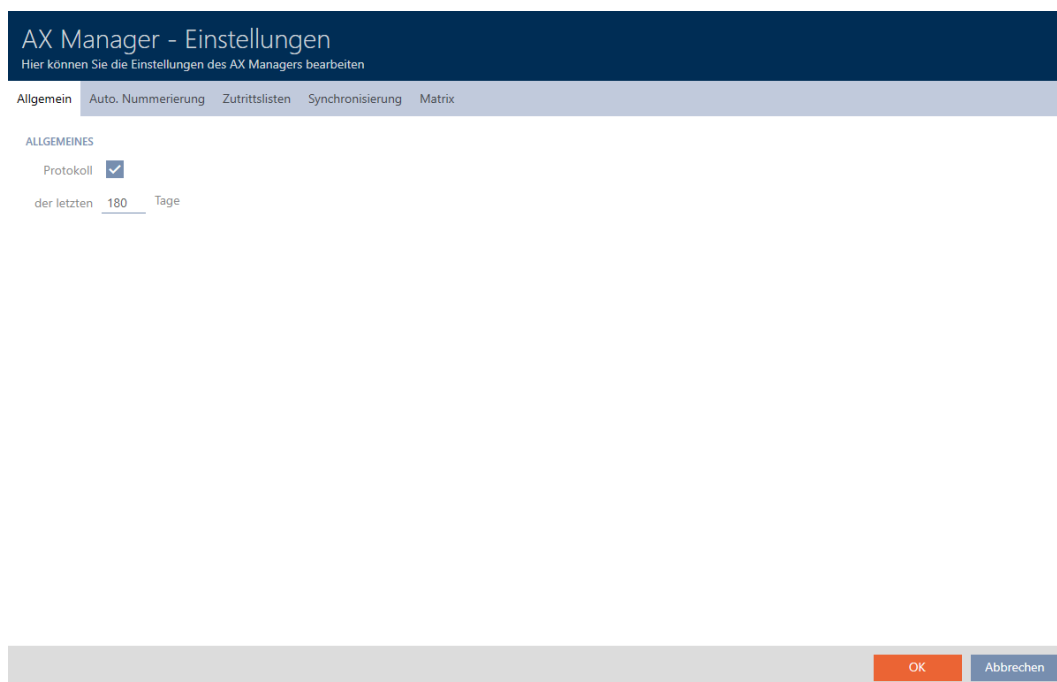 AX Manager - Einstellungen
Hier können Sie die Einstellungen des AX Managers bearbeiten
Allgemein Auto. Nummerierung Zutrittslisten Synchronisierung Matrix
ALLGEMEINES
Protokoll
der letzten 180 Tage
OK Abbrechen